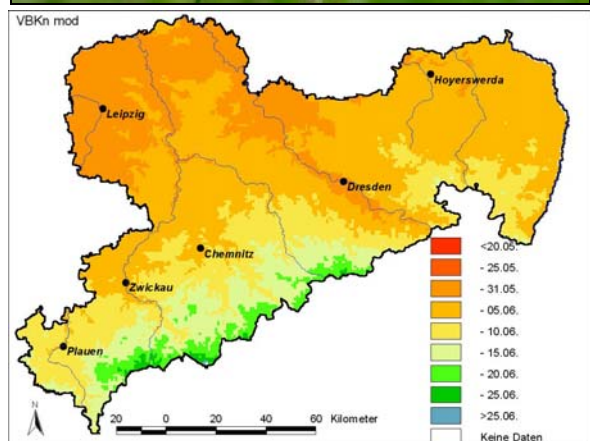 VBKn mod
Hoyerswerda
Leipzig
Dresden
Chemnitz
Zwickau
Plauen
<20.05.
- 25.05.
- 31.05.
- 05.06.
- 10.06.
- 15.06.
- 20.06.
- 25.06.
>25.06.
Keine Daten
N
20 0 20 40 60 Kilometer